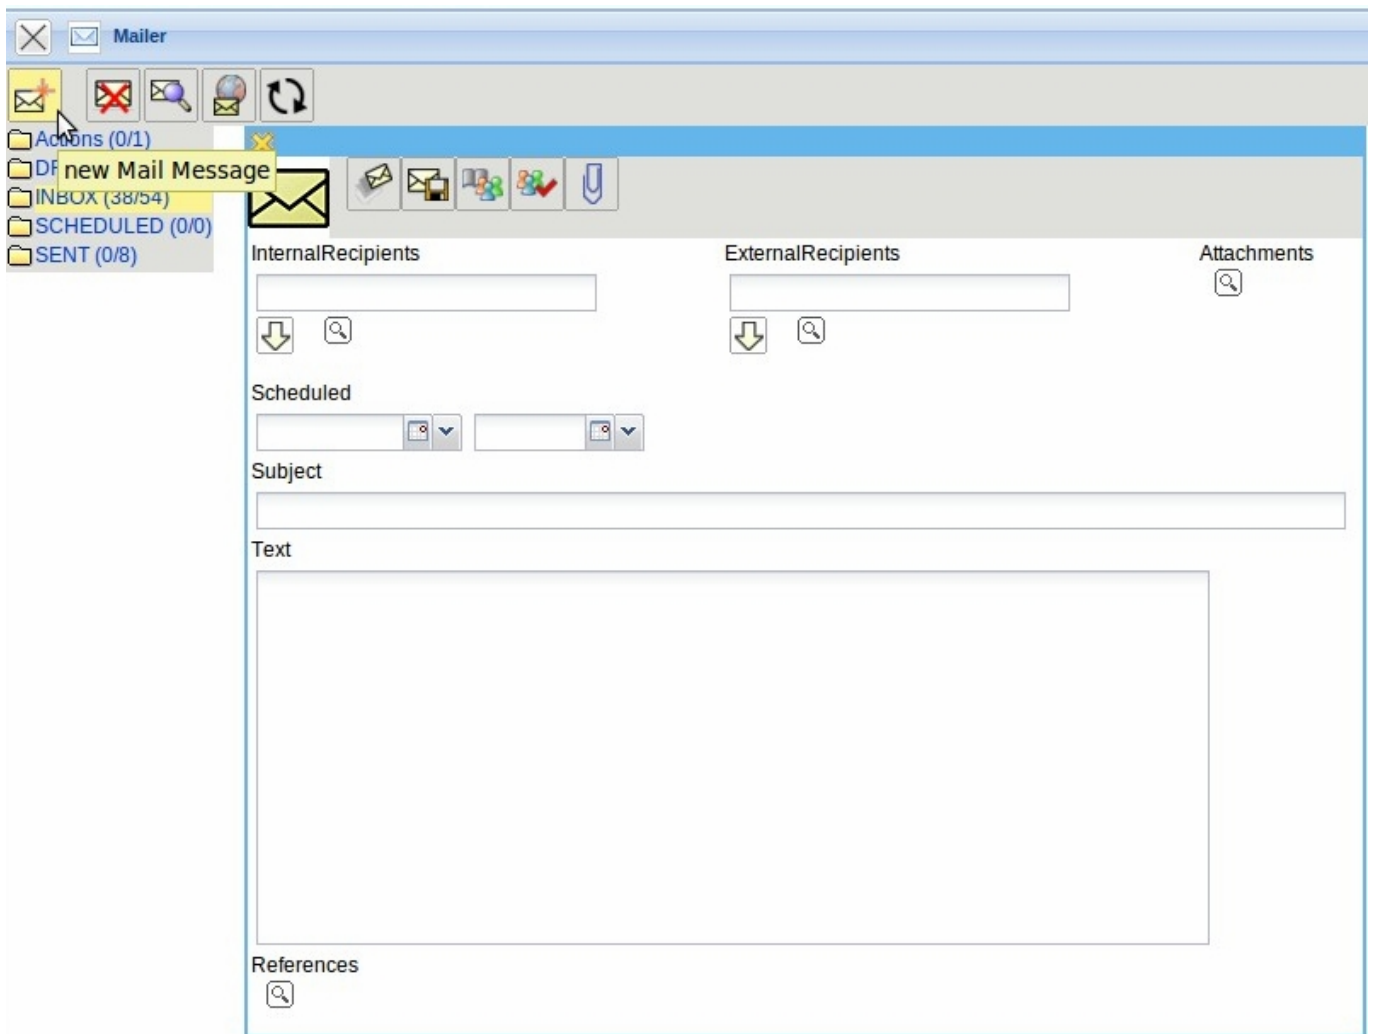 Mailer
Actions (0/1)
new Mail Message
INBOX (38/54)
SCHEDULED (0/0)
SENT (0/8)
InternalRecipients
ExternalRecipients
Attachments
Scheduled
Subject
Text
References